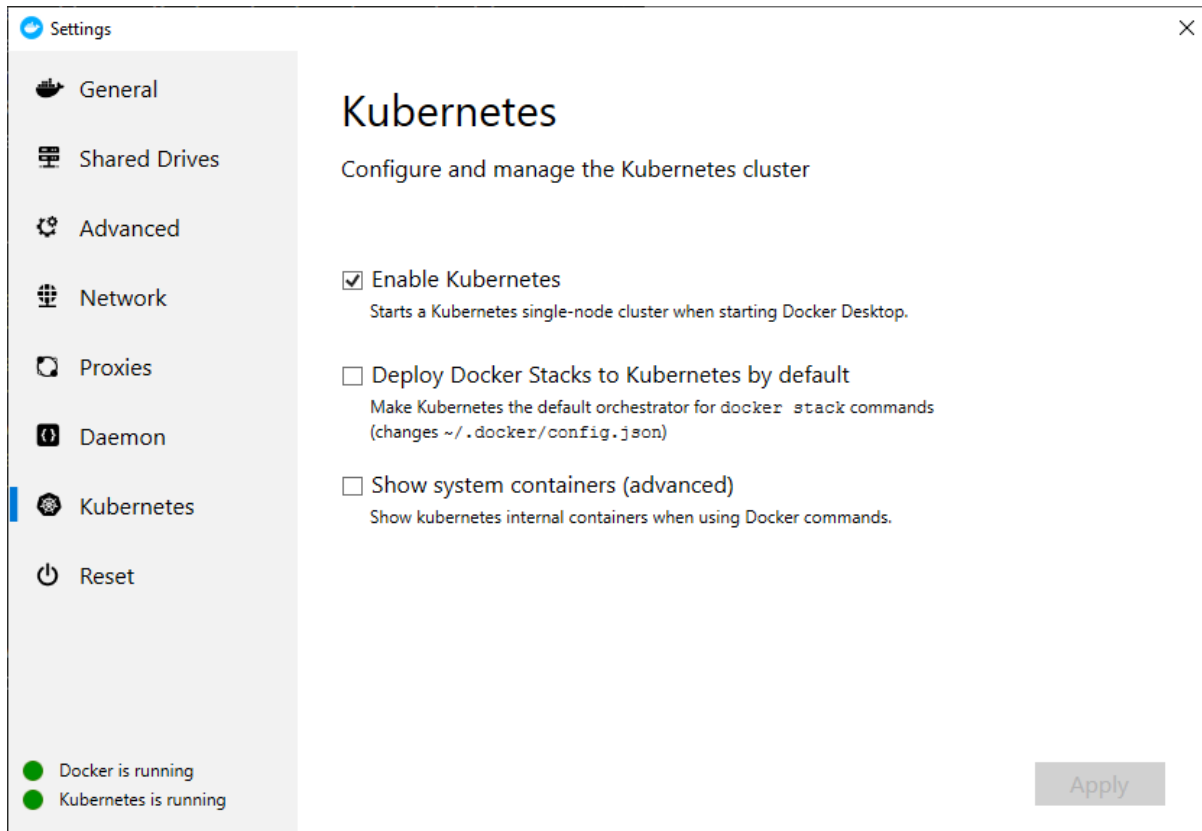 Settings
General
Shared Drives
Advanced
Network
Proxies
Daemon
Kubernetes
Reset
Docker is running
Kubernetes is running
Kubernetes
Configure and manage the Kubernetes cluster
Enable Kubernetes
Starts a Kubernetes single-node cluster when starting Docker Desktop.
Deploy Docker Stacks to Kubernetes by default
Make Kubernetes the default orchestrator for docker stack commands
(changes ~/.docker/config.json)
Show system containers (advanced)
Show kubernetes internal containers when using Docker commands.
Apply